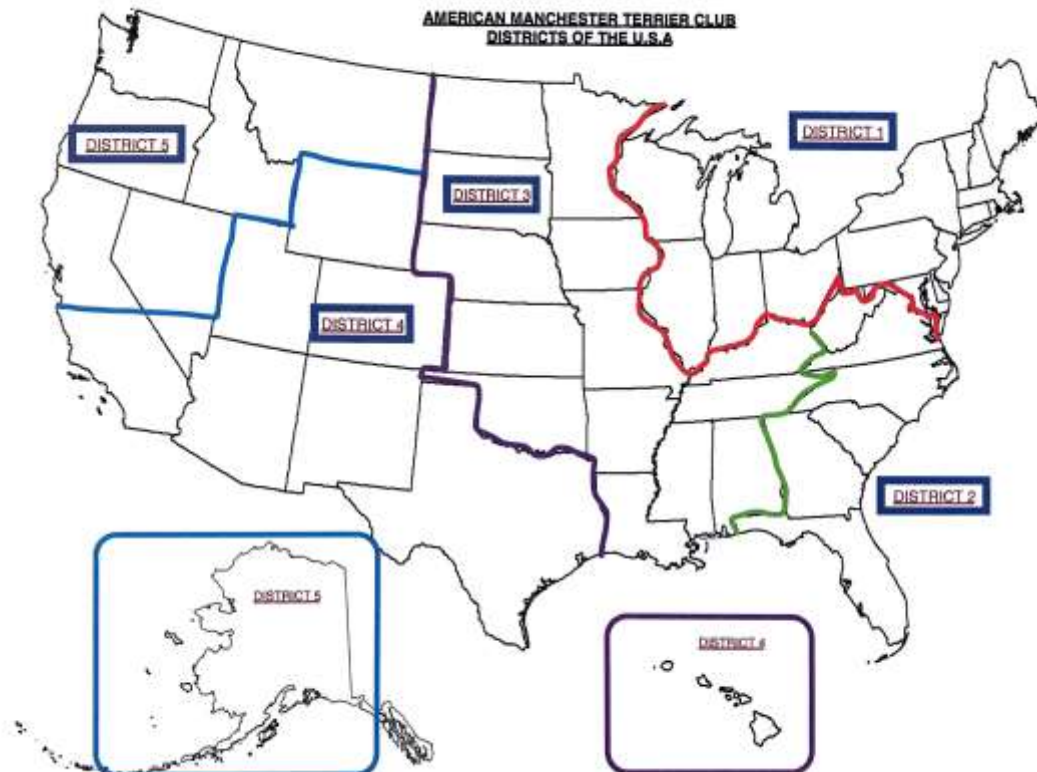 AMERICAN MANCHESTER TERRIER CLUB
DISTRICTS OF THE U.S.A
DISTRICT 1
DISTRICT 5
DISTRICT 3
DISTRICT 4
DISTRICT 2
DISTRICT 5
DISTRICT 4